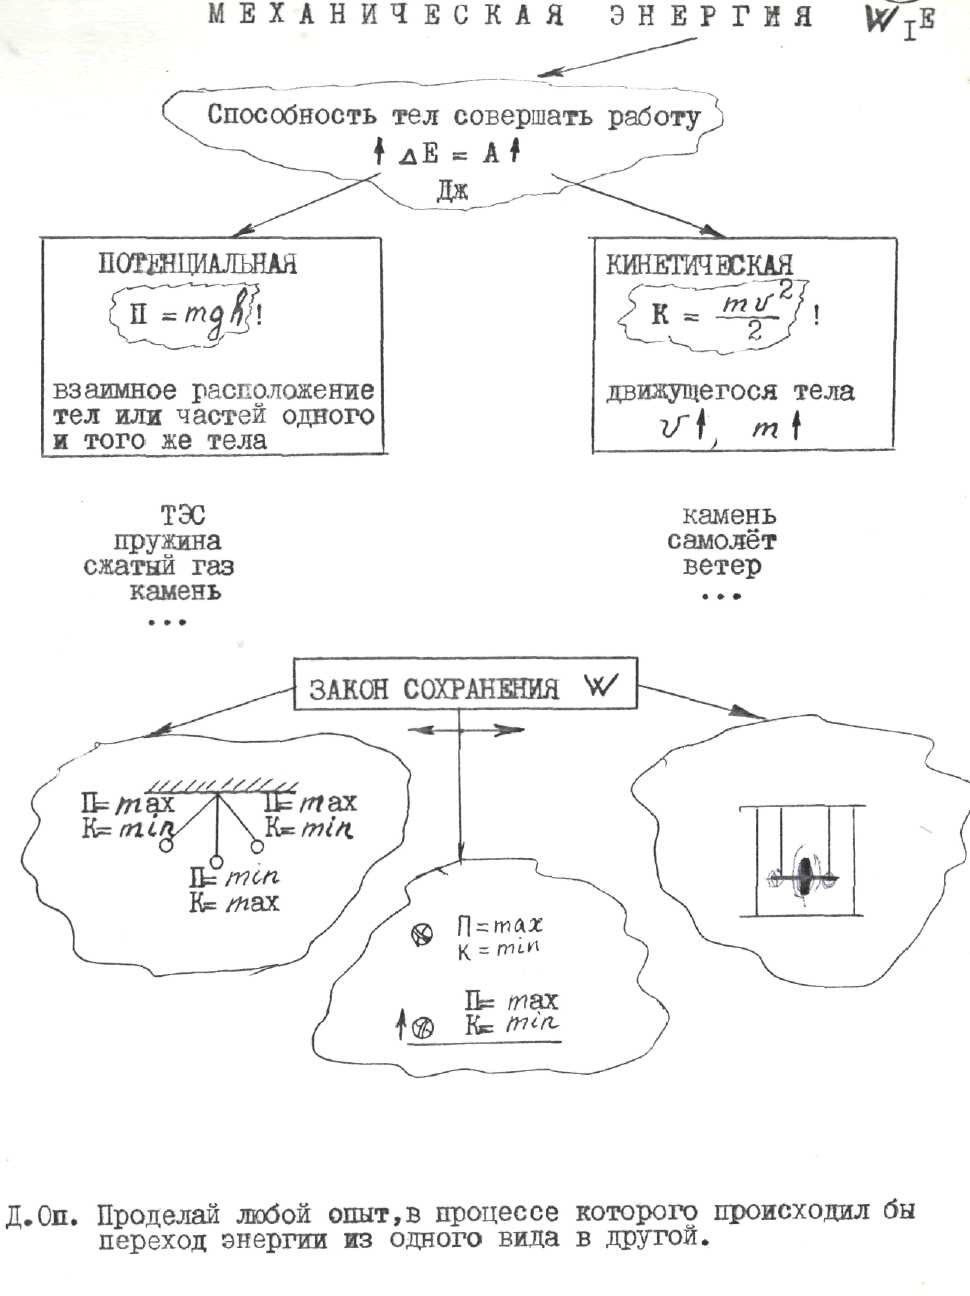 МЕХАНИЧЕСКАЯ ЭНЕРГИЯ W I E
Способность тел совершать работу
↑ ΔE = A ↑
Дж
ПОТЕНЦИАЛЬНАЯ
П = mgh !
взаимное расположение
тел или частей одного
и того же тела
КИНЕТИЧЕСКАЯ
К = mv²/2 !
движущегося тела
v↑, m↑
ТЭС
пружина
сжатый газ
камень
...
камень
самолёт
ветер
...
ЗАКОН СОХРАНЕНИЯ W
П= max
К= min
П= max
К= min
П= min
К= max
П = max
К = min
П= max
К= min
Д.Оп. Проделай любой опыт,в процессе которого происходил бы
переход энергии из одного вида в другой.